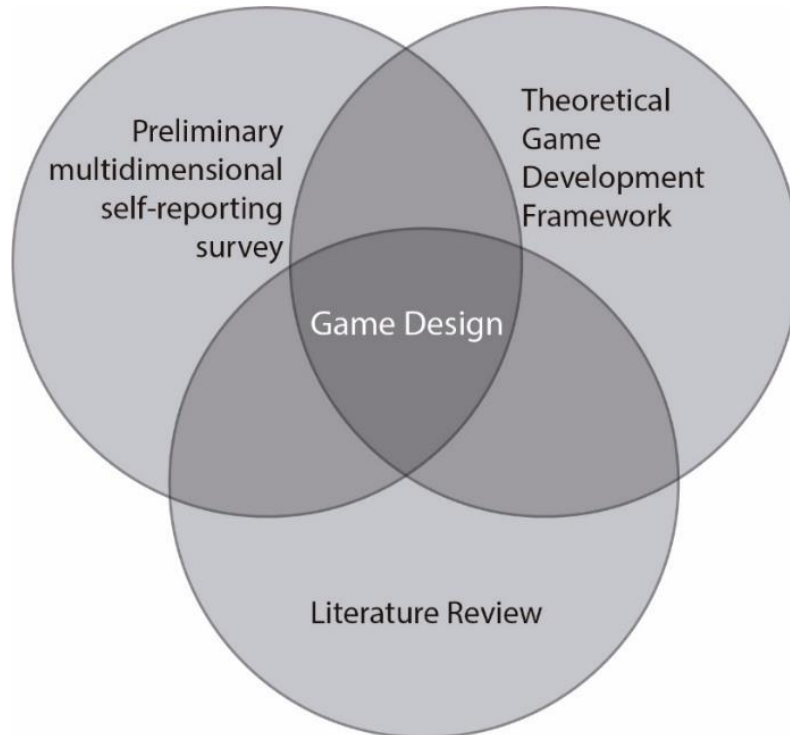 Preliminary
multidimensional
self-reporting
survey
Theoretical
Game
Development
Framework
Game Design
Literature Review